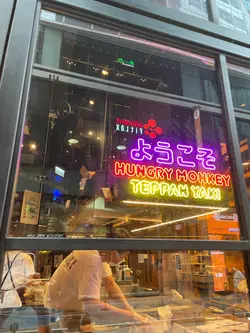 ようこそ
HUNGRY MONKEY
TEPPAN YAKI